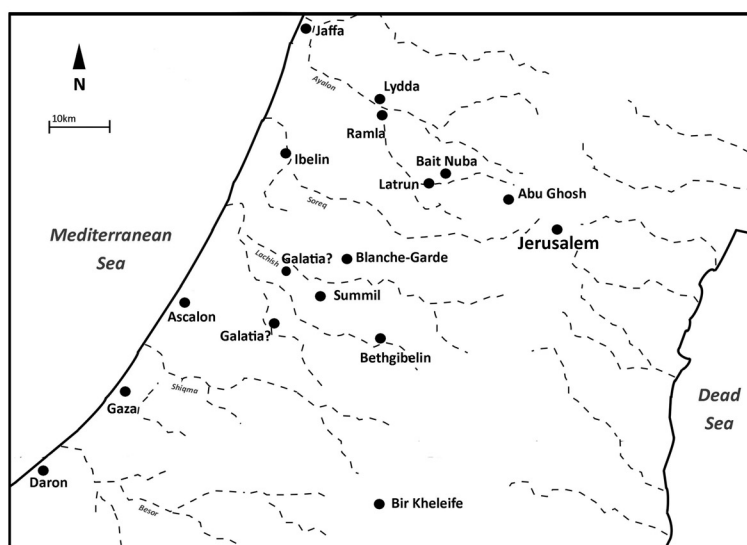 Jaffa
N
Ayalon
Lydda
10km
Ramla
Ibelin
Bait Nuba
Latrun
Abu Ghosh
Soreq
Mediterranean
Sea
Jerusalem
Lachish
Galatia?
Blanche-Garde
Summil
Ascalon
Galatia?
Bethgibelin
Shiqma
Gaza
Dead
Sea
Daron
Besor
Bir Kheleife